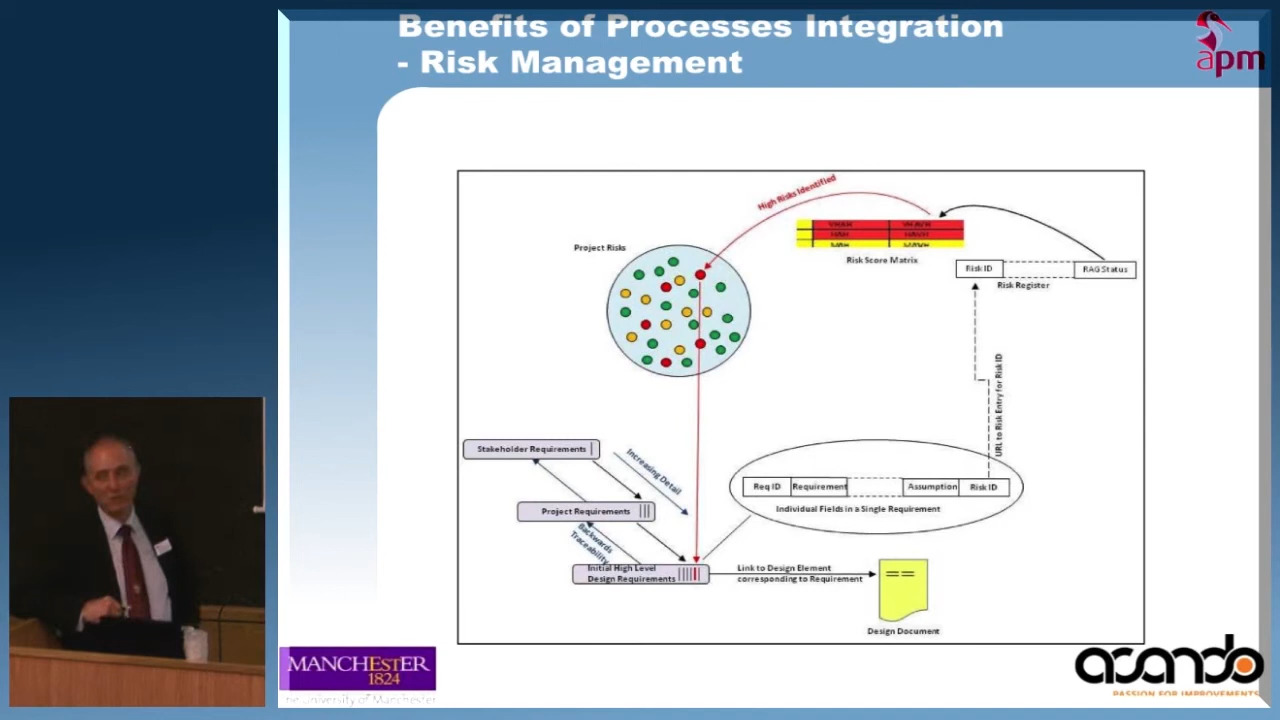 Benefits of Processes Integration
- Risk Management
apm
High Risks Identified
Project Risks
Risk Score Matrix
Risk ID
RAG Status
Risk Register
URL to Risk Entry for Risk ID
Stakeholder Requirements
Increasing Detail
Project Requirements
Backwards
Traceability
Req ID
Requirement
Assumption
Risk ID
Individual Fields in a Single Requirement
Initial High Level
Design Requirements
Link to Design Element
corresponding to Requirement
Design Document
MANCHESTER
1824
The University of Manchester
asando
PASSION FOR IMPROVEMENTS